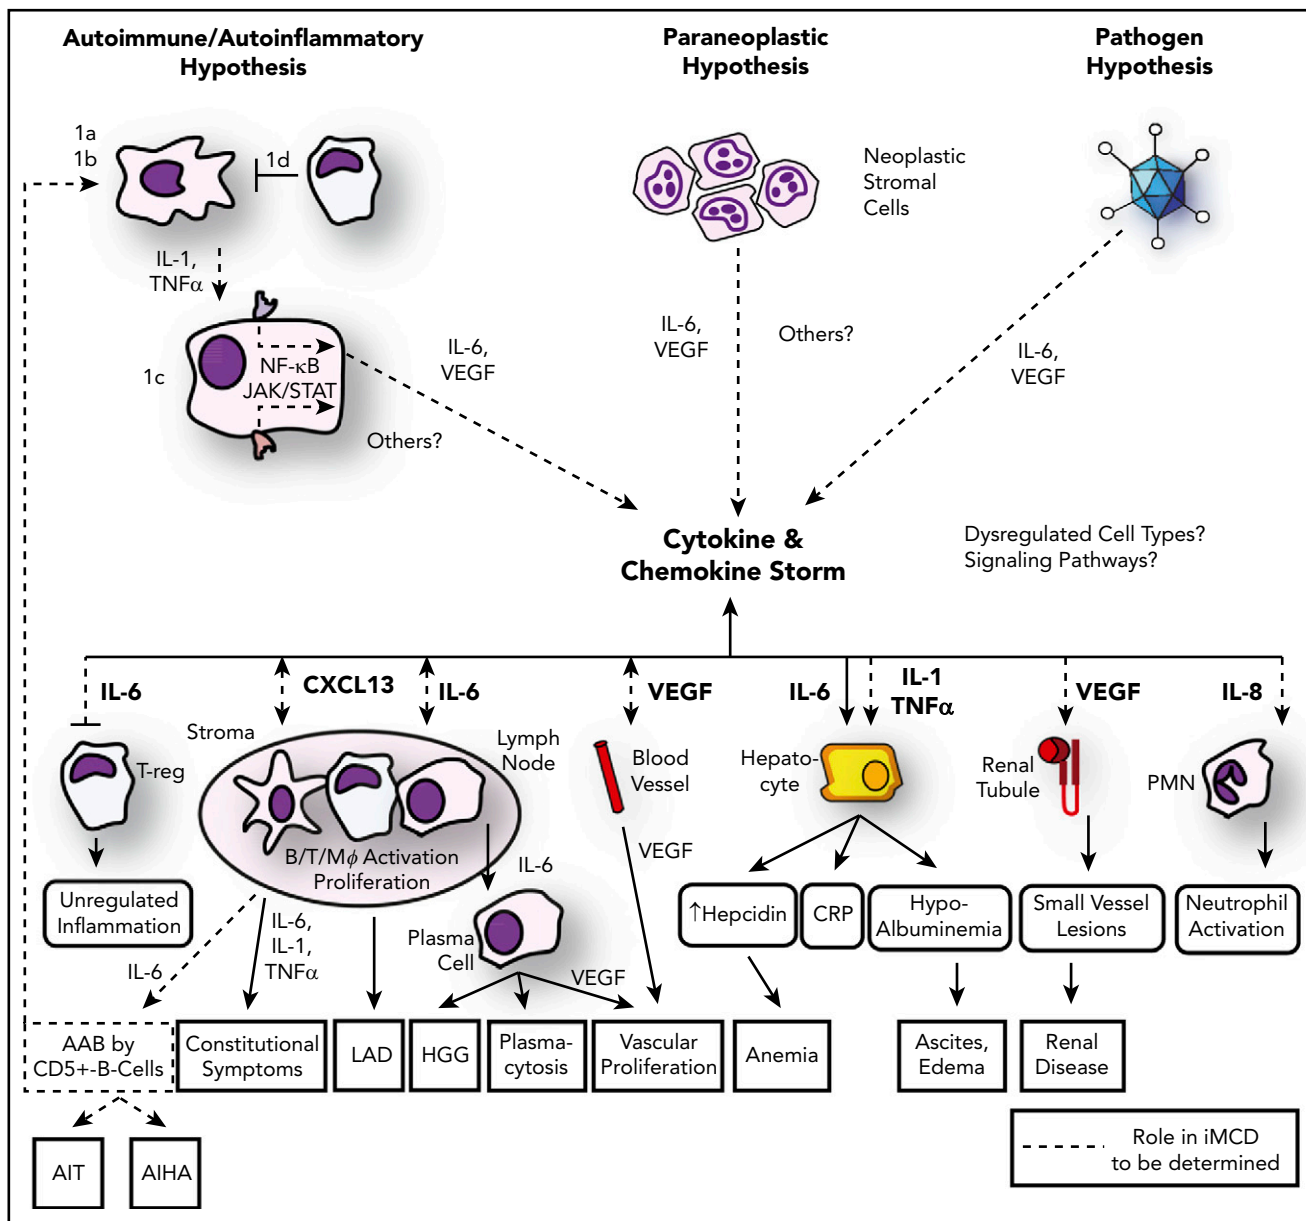 Autoimmune/Autoinflammatory
Hypothesis
Paraneoplastic
Hypothesis
Pathogen
Hypothesis
1a
1b
1d
Neoplastic
Stromal
Cells
IL-1,
TNFα
1c
NF-κB
JAK/STAT
IL-6,
VEGF
Others?
IL-6,
VEGF
Others?
IL-6,
VEGF
Cytokine &
Chemokine Storm
Dysregulated Cell Types?
Signaling Pathways?
IL-6
CXCL13
IL-6
VEGF
IL-6
IL-1
TNFα
VEGF
IL-8
T-reg
Stroma
Lymph
Node
B/T/Mϕ Activation
Proliferation
Blood
Vessel
Hepato-
cyte
Renal
Tubule
PMN
Unregulated
Inflammation
IL-6
IL-6,
IL-1,
TNFα
IL-6
Plasma
Cell
VEGF
VEGF
↑Hepcidin
CRP
Hypo-
Albuminemia
Small Vessel
Lesions
Neutrophil
Activation
AAB by
CD5+-B-Cells
Constitutional
Symptoms
LAD
HGG
Plasma-
cytosis
Vascular
Proliferation
Anemia
Ascites,
Edema
Renal
Disease
AIT
AIHA
Role in iMCD
to be determined